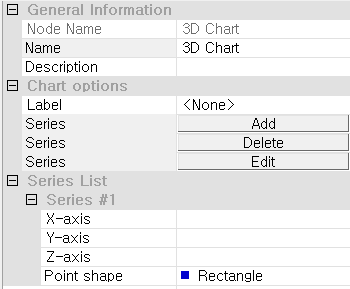 General Information
Node Name 3D Chart
Name 3D Chart
Description
Chart options
Label <None>
Series Add
Series Delete
Series Edit
Series List
Series #1
X-axis
Y-axis
Z-axis
Point shape Rectangle